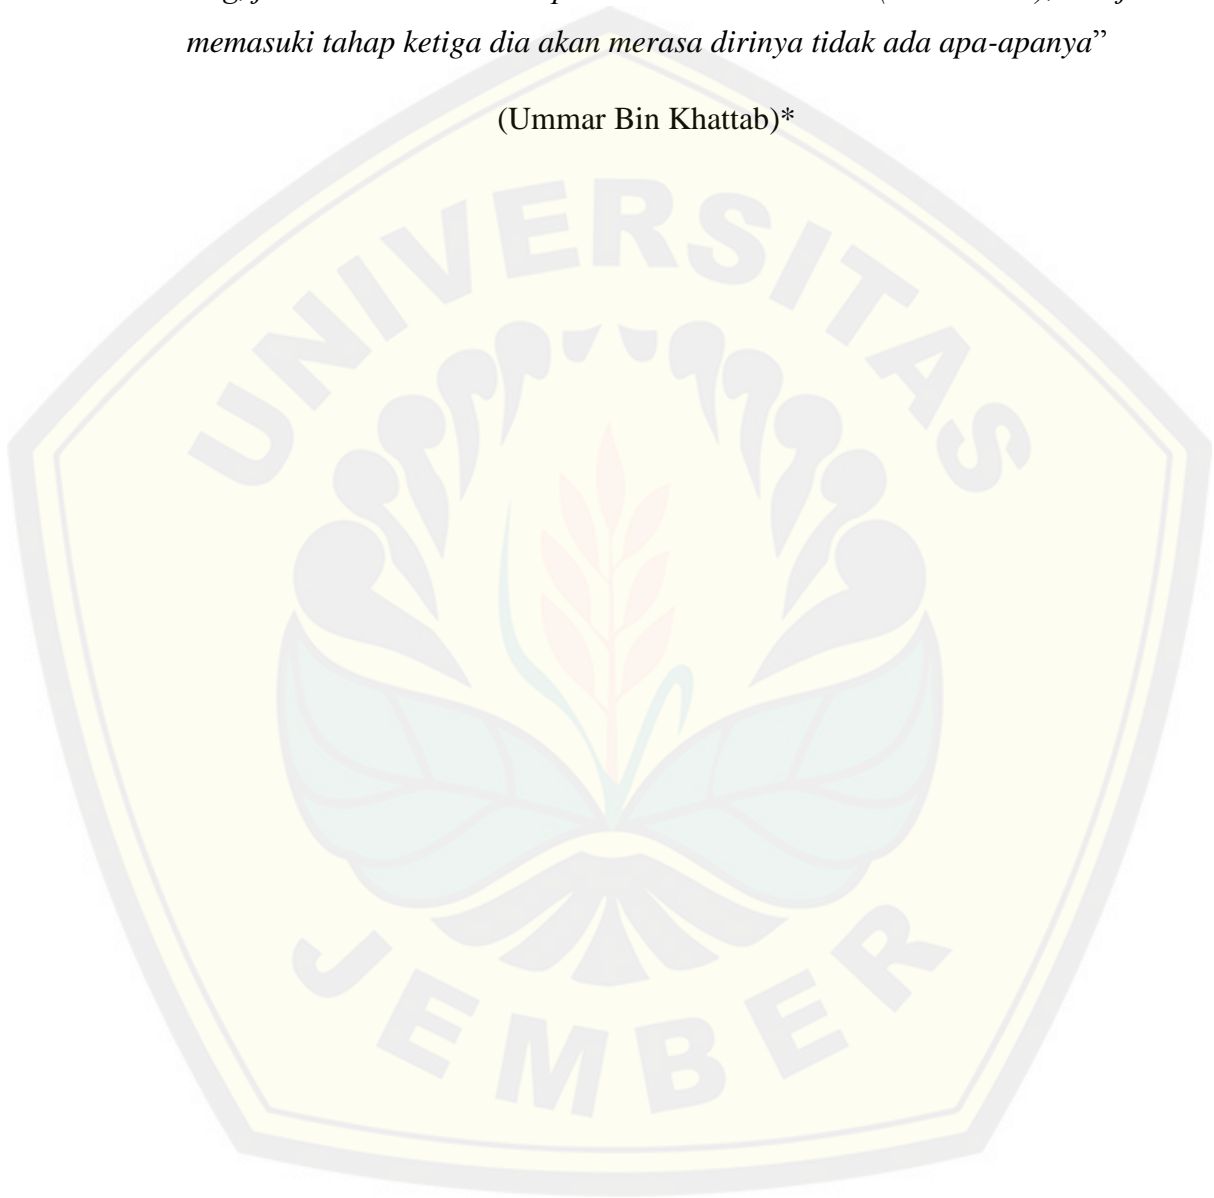 memasuki tahap ketiga dia akan merasa dirinya tidak ada apa-apanya”
(Ummar Bin Khattab)*
UNIVERSITAS
JEMBER